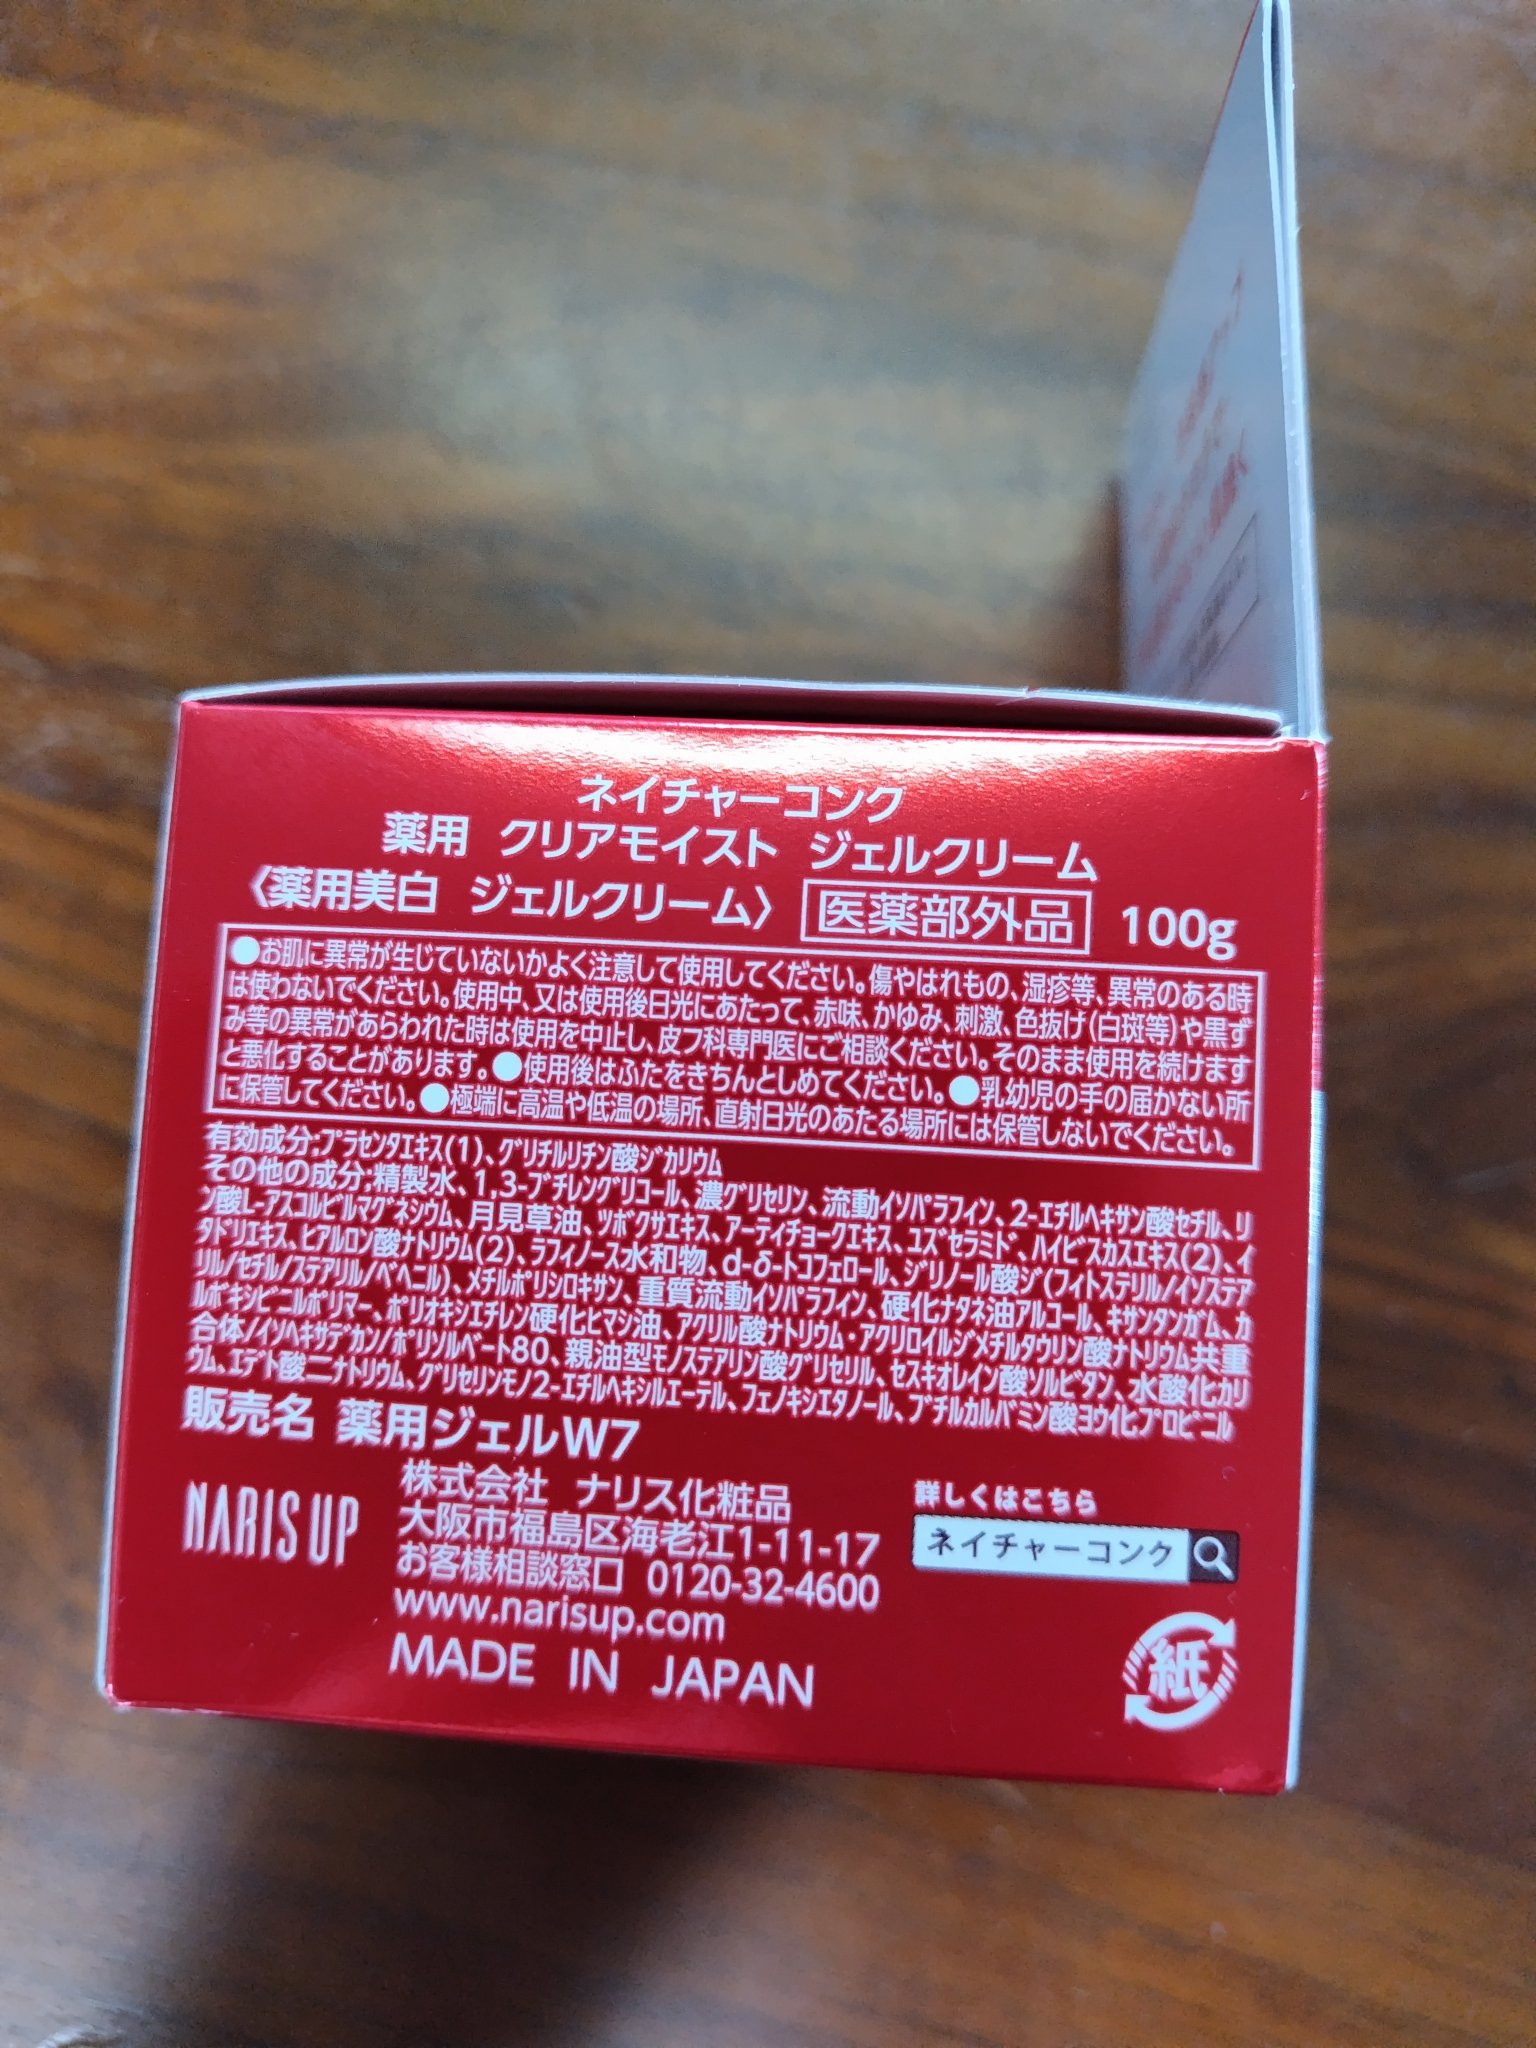 ネイチャーコンク
薬用 クリアモイスト ジェルクリーム
〈薬用美白 ジェルクリーム〉 医薬部外品 100g
●お肌に異常が生じていないかよく注意して使用してください。傷やはれもの、湿疹等、異常のある時
は使わないでください。使用中、又は使用後日光にあたって、赤味、かゆみ、刺激、色抜け(白斑等)や黒ず
み等の異常があらわれた時は使用を中止し、皮フ科専門医にご相談ください。そのまま使用を続けます
と悪化することがあります。●使用後はふたをきちんとしめてください。●乳幼児の手の届かない所
に保管してください。●極端に高温や低温の場所、直射日光のあたる場所には保管しないでください。
有効成分:プラセンタエキス(1)、グリチルリチン酸ジカリウム
その他の成分:精製水、1,3-ブチレングリコール、濃グリセリン、流動イソパラフィン、2-エチルヘキサン酸セチル、リ
ン酸L-アスコルビルマグネシウム、月見草油、ツボクサエキス、アーティチョークエキス、ユズセラミド、ハイビスカスエキス(2)、イ
タドリエキス、ヒアルロン酸ナトリウム(2)、ラフィノース水和物、d-δ-トコフェロール、ジリノール酸ジ(フィトステリル/イソステア
リル/セチル/ステアリル/ベヘニル)、メチルポリシロキサン、重質流動イソパラフィン、硬化ナタネ油アルコール、キサンタンガム、カ
ルボキシビニルポリマー、ポリオキシエチレン硬化ヒマシ油、アクリル酸ナトリウム・アクリロイルジメチルタウリン酸ナトリウム共重
合体/イソヘキサデカン/ポリソルベート80、親油型モノステアリン酸グリセリル、セスキオレイン酸ソルビタン、水酸化カリ
ウム、エデト酸二ナトリウム、グリセリンモノ2-エチルヘキシルエーテル、フェノキシエタノール、ブチルカルバミン酸ヨウ化プロピニル
販売名 薬用ジェルW7
NARIS UP
株式会社 ナリス化粧品
大阪市福島区海老江1-11-17
お客様相談窓口 0120-32-4600
www.narisup.com
MADE IN JAPAN
詳しくはこちら
ネイチャーコンク
紙